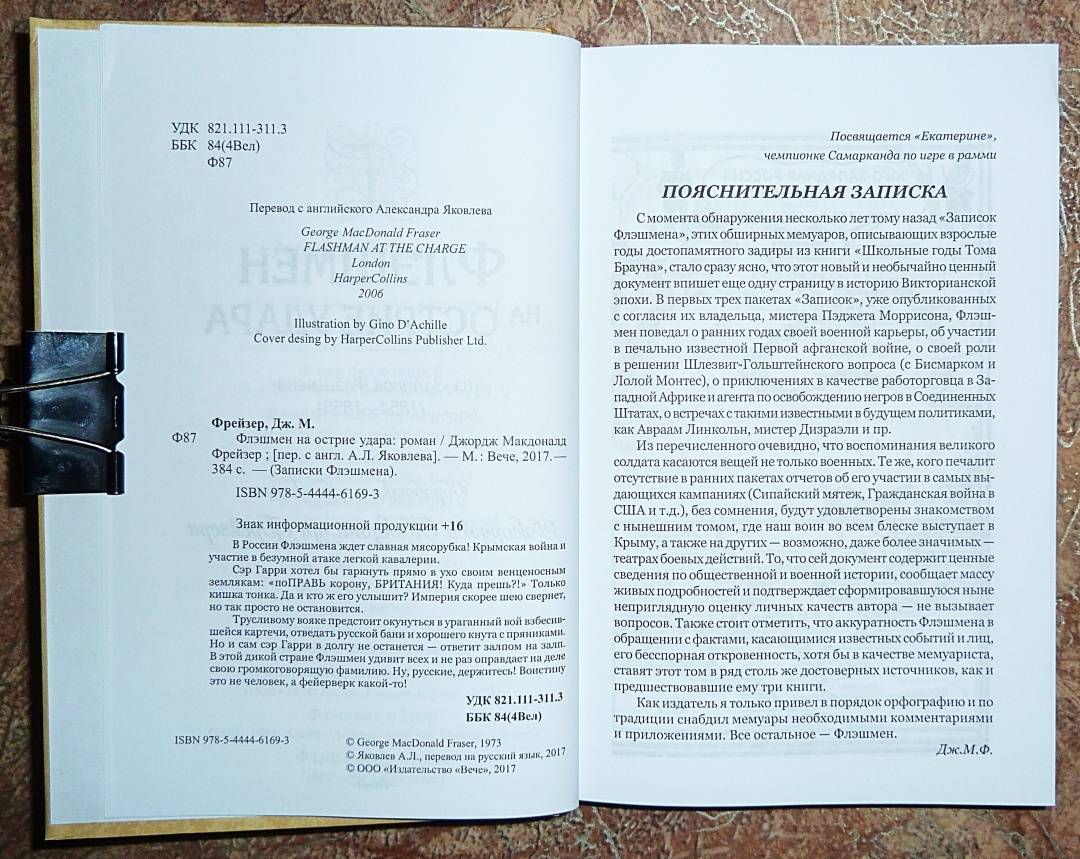 УДК 821.111-311.3
ББК 84(4Вел)
Ф87
Перевод с английского Александра Яковлева
George MacDonald Fraser
FLASHMAN AT THE CHARGE
London
HarperCollins
2006
Illustration by Gino D'Achille
Cover desing by HarperCollins Publisher Ltd.
Фрейзер, Дж. М.
Ф87 Флэшмен на острие удара: роман / Джордж Макдоналд
Фрейзер ; [пер. с англ. А.Л. Яковлева]. — М. : Вече, 2017.—
384 с. — (Записки Флэшмена).
ISBN 978-5-4444-6169-3
Знак информационной продукции +16
В России Флэшмена ждет славная мясорубка! Крымская война и
участие в безумной атаке легкой кавалерии.
Сэр Гарри хотел бы гаркнуть прямо в ухо своим венценосным
землякам: «поПРАВЬ корону, БРИТАНИЯ! Куда прешь?!» Только
кишка тонка. Да и кто ж его услышит? Империя скорее шею свернет,
но так просто не остановится.
Трусливому вояке предстоит окунуться в ураганный вой взбесив-
шейся картечи, отведать русской бани и хорошего кнута с пряниками.
Но и сам сэр Гарри в долгу не останется — ответит залпом на залп.
В этой дикой стране Флэшмен удивит всех и не раз оправдает на деле
свою громкоговорящую фамилию. Ну, русские, держитесь! Воистину
это не человек, а фейерверк какой-то!
УДК 821.111-311.3
ББК 84(4Вел)
ISBN 978-5-4444-6169-3
© George MacDonald Fraser, 1973
© Яковлев А.Л., перевод на русский язык, 2017
© ООО «Издательство «Вече», 2017
Посвящается «Екатерине»,
чемпионке Самарканда по игре в рамми
ПОЯСНИТЕЛЬНАЯ ЗАПИСКА
С момента обнаружения несколько лет тому назад «Записок
Флэшмена», этих обширных мемуаров, описывающих взрослые
годы достопамятного задиры из книги «Школьные годы Тома
Брауна», стало сразу ясно, что этот новый и необычайно ценный
документ впишет еще одну страницу в историю Викторианской
эпохи. В первых трех пакетах «Записок», уже опубликованных
с согласия их владельца, мистера Пэджета Моррисона, Флэш-
мен поведал о ранних годах своей военной карьеры, об участии
в печально известной Первой афганской войне, о своей роли
в решении Шлезвиг-Гольштейнского вопроса (с Бисмарком и
Лолой Монтес), о приключениях в качестве работорговца в За-
падной Африке и агента по освобождению негров в Соединенных
Штатах, о встречах с такими известными в будущем политиками,
как Авраам Линкольн, мистер Дизраэли и пр.
Из перечисленного очевидно, что воспоминания великого
солдата касаются вещей не только военных. Те же, кого печалит
отсутствие в ранних пакетах отчетов об его участии в самых вы-
дающихся кампаниях (Сипайский мятеж, Гражданская война в
США и т.д.), без сомнения, будут удовлетворены знакомством
с нынешним томом, где наш воин во всем блеске выступает в
Крыму, а также на других — возможно, даже более значимых —
театрах боевых действий. То, что сей документ содержит ценные
сведения по общественной и военной истории, сообщает массу
живых подробностей и подтверждает сформировавшуюся ныне
неприглядную оценку личных качеств автора — не вызывает
вопросов. Также стоит отметить, что аккуратность Флэшмена в
обращении с фактами, касающимися известных событий и лиц,
его бесспорная откровенность, хотя бы в качестве мемуариста,
ставят этот том в ряд столь же достоверных источников, как и
предшествовавшие ему три книги.
Как издатель я только привел в порядок орфографию и по
традиции снабдил мемуары необходимыми комментариями
и приложениями. Все остальное — Флэшмен.
Дж.М.Ф.